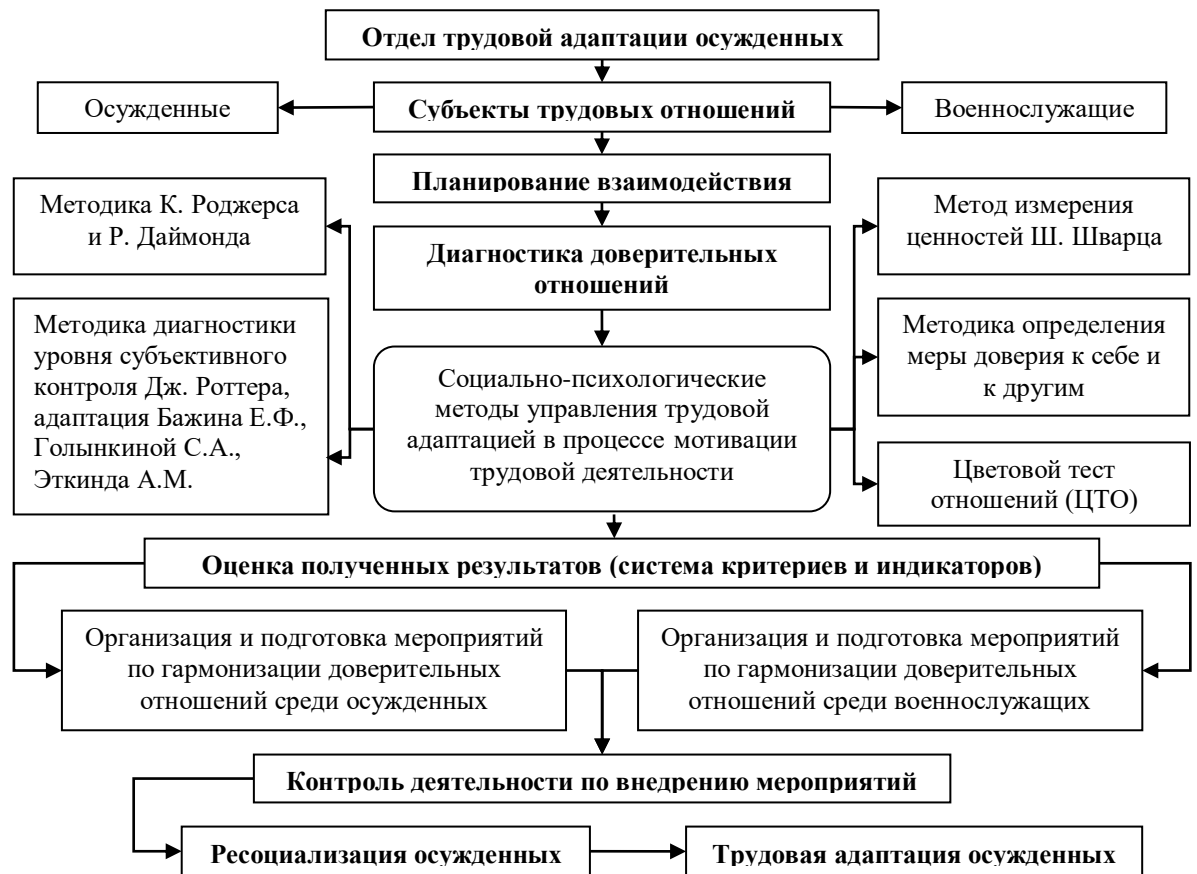 Отдел трудовой адаптации осужденных
Осужденные
Субъекты трудовых отношений
Военнослужащие
Планирование взаимодействия
Методика К. Роджерса
и Р. Даймонда
Метод измерения
ценностей Ш. Шварца
Диагностика доверительных
отношений
Методика диагностики
уровня субъективного
контроля Дж. Роттера,
адаптация Бажина Е.Ф.,
Голынкиной С.А.,
Эткинда А.М.
Социально-психологические
методы управления трудовой
адаптацией в процессе мотивации
трудовой деятельности
Методика определения
меры доверия к себе и
к другим
Цветовой тест
отношений (ЦТО)
Оценка полученных результатов (система критериев и индикаторов)
Организация и подготовка мероприятий
по гармонизации доверительных
отношений среди осужденных
Организация и подготовка мероприятий
по гармонизации доверительных
отношений среди военнослужащих
Контроль деятельности по внедрению мероприятий
Ресоциализация осужденных
Трудовая адаптация осужденных